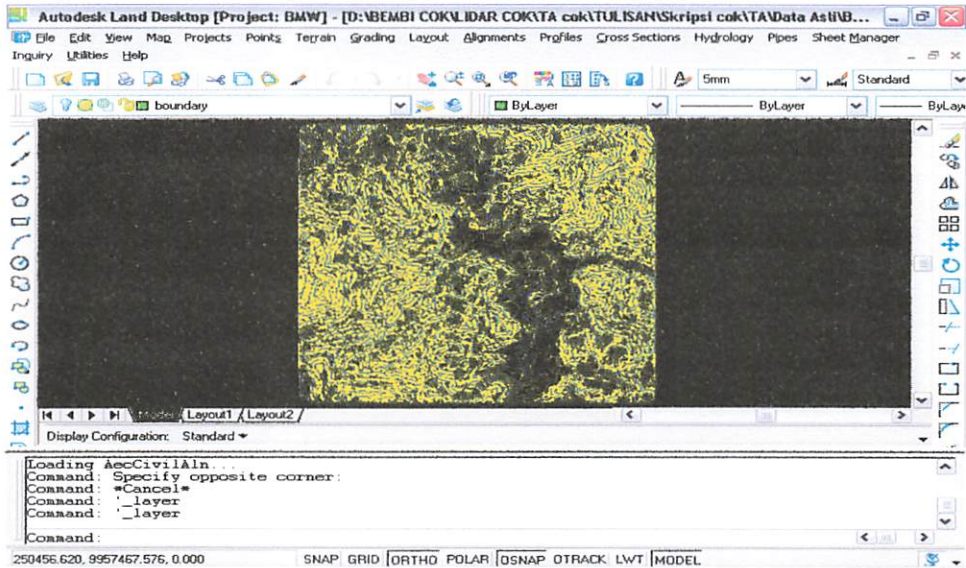 Autodesk Land Desktop [Project: BMW] - [D:\BEMBI COK\LIDAR COK\TA cok\TULISAN\Skripsi cok\TA\Data Asli\B...
File Edit View Map Projects Points Terrain Grading Layout Alignments Profiles Cross Sections Hydrology Pipes Sheet Manager
Inquiry Utilities Help
5mm Standard
boundary ByLayer ByLayer ByLay
Model Layout1 Layout2
Display Configuration: Standard
Loading AecCivilAln...
Command: Specify opposite corner:
Command: *Cancel*
Command: '_layer
Command: '_layer
Command:
250456.620, 9957467.576, 0.000 SNAP GRID ORTHO POLAR OSNAP OTRACK LWT MODEL